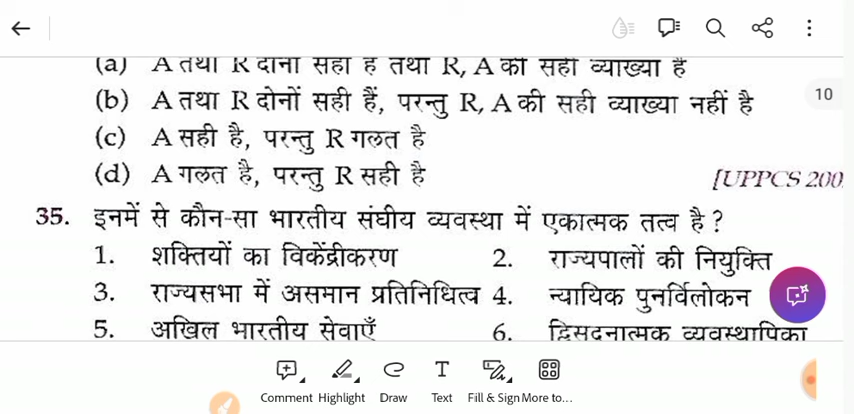 (a) A तथा R दोनों सही हैं तथा R, A की सही व्याख्या है
10
(b) A तथा R दोनों सही हैं, परन्तु R, A की सही व्याख्या नहीं है
(c) A सही है, परन्तु R गलत है
(d) A गलत है, परन्तु R सही है
[UPPCS 200
35. इनमें से कौन-सा भारतीय संघीय व्यवस्था में एकात्मक तत्व है ?
1. शक्तियों का विकेंद्रीकरण 2. राज्यपालों की नियुक्ति
3. राज्यसभा में असमान प्रतिनिधित्व 4. न्यायिक पुनर्विलोकन
5. अखिल भारतीय सेवाएँ 6. द्विसदनात्मक व्यवस्थापिका
T
Comment Highlight Draw Text Fill & Sign More to...